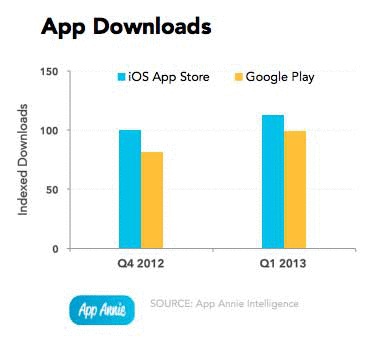 App Downloads
150
iOS App Store
Google Play
100
50
0
Indexed Downloads
Q4 2012
Q1 2013
App Annie
SOURCE: App Annie Intelligence